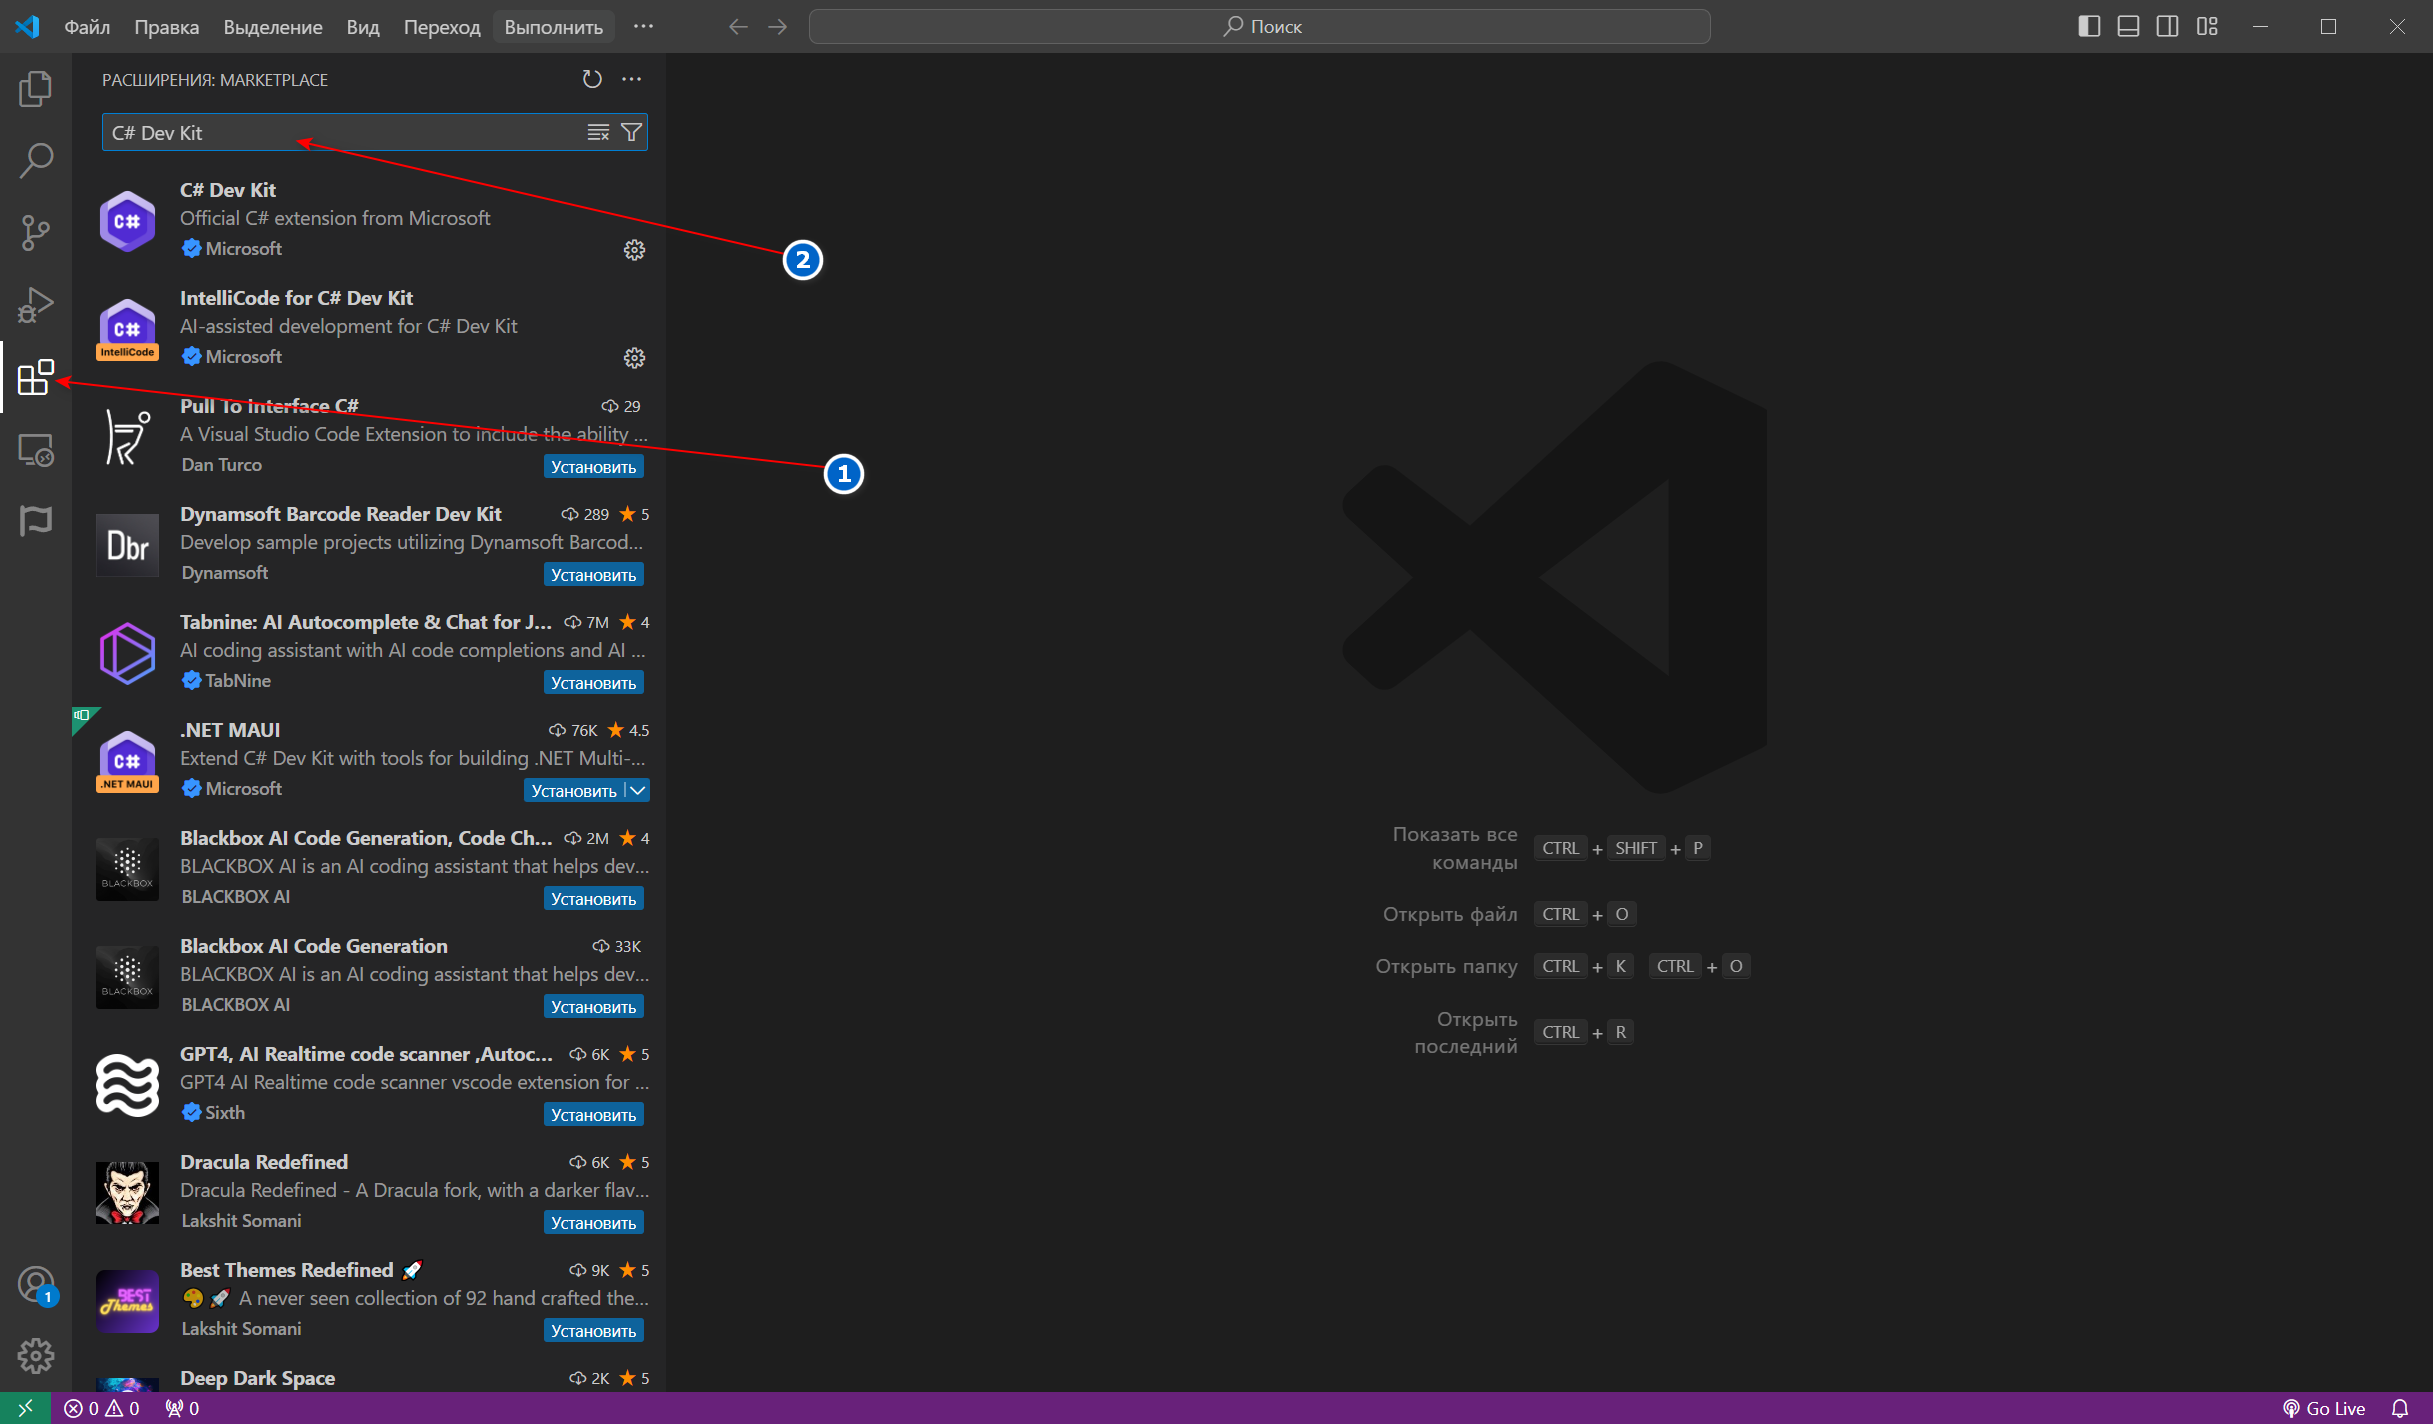 Файл Правка Выделение Вид Переход Выполнить ··· Поиск
РАСШИРЕНИЯ: MARKETPLACE
C# Dev Kit
C# Dev Kit
Official C# extension from Microsoft
Microsoft
2
IntelliCode for C# Dev Kit
AI-assisted development for C# Dev Kit
Microsoft
Pull To Interface C# 29
A Visual Studio Code Extension to include the ability ...
Dan Turco Установить
1
Dynamsoft Barcode Reader Dev Kit 289 ★ 5
Develop sample projects utilizing Dynamsoft Barcod...
Dynamsoft Установить
Tabnine: AI Autocomplete & Chat for J... 7M ★ 4
AI coding assistant with AI code completions and AI ...
TabNine Установить
.NET MAUI 76K ★ 4.5
Extend C# Dev Kit with tools for building .NET Multi-...
Microsoft Установить
Blackbox AI Code Generation, Code Ch... 2M ★ 4
BLACKBOX AI is an AI coding assistant that helps dev...
BLACKBOX AI Установить
Blackbox AI Code Generation 33K
BLACKBOX AI is an AI coding assistant that helps dev...
BLACKBOX AI Установить
GPT4, AI Realtime code scanner ,Autoc... 6K ★ 5
GPT4 AI Realtime code scanner vscode extension for ...
Sixth Установить
Dracula Redefined 6K ★ 5
Dracula Redefined - A Dracula fork, with a darker flav...
Lakshit Somani Установить
Best Themes Redefined 🚀 9K ★ 5
🎨 🚀 A never seen collection of 92 hand crafted the...
Lakshit Somani Установить
Deep Dark Space 2K ★ 5
C#
C#
IntelliCode
Dbr
C#
.NET MAUI
BLACKBOX
BLACKBOX
BEST
Themes
Показать все
команды CTRL + SHIFT + P
Открыть файл CTRL + O
Открыть папку CTRL + K CTRL + O
Открыть
последний CTRL + R
1
0 0 0 Go Live